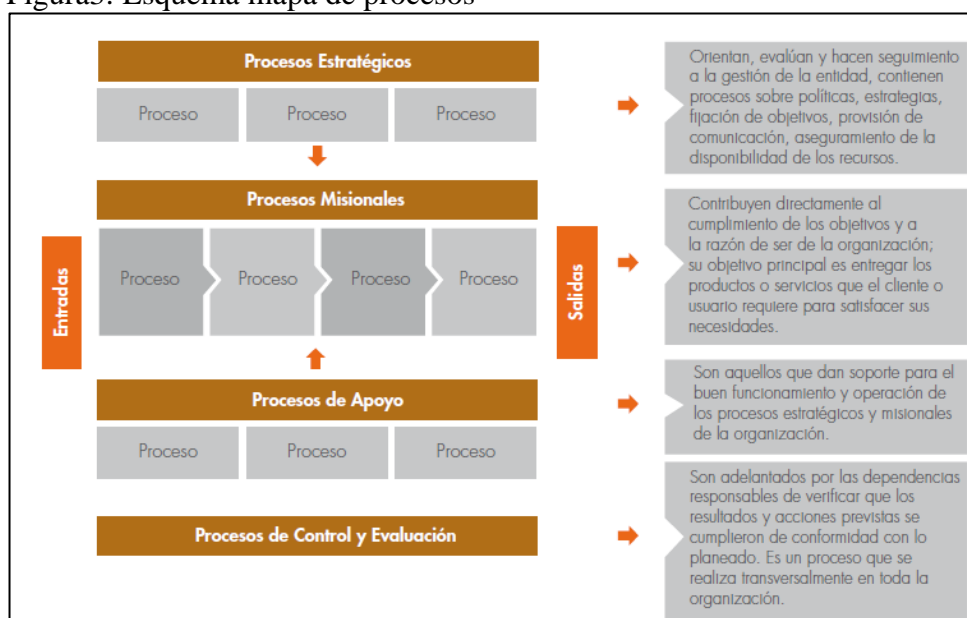 Figura3: Esquema mapa de procesos
Procesos Estratégicos
Proceso
Proceso
Proceso
Orientan, evalúan y hacen seguimiento
a la gestión de la entidad, contienen
procesos sobre políticas, estrategias,
fijación de objetivos, provisión de
comunicación, aseguramiento de la
disponibilidad de los recursos.
Entradas
Procesos Misionales
Proceso
Proceso
Proceso
Proceso
Salidas
Contribuyen directamente al
cumplimiento de los objetivos y a
la razón de ser de la organización;
su objetivo principal es entregar los
productos o servicios que el cliente o
usuario requiere para satisfacer sus
necesidades.
Procesos de Apoyo
Proceso
Proceso
Proceso
Son aquellos que dan soporte para el
buen funcionamiento y operación de
los procesos estratégicos y misionales
de la organización.
Procesos de Control y Evaluación
Son adelantados por las dependencias
responsables de verificar que los
resultados y acciones previstas se
cumplieron de conformidad con lo
planeado. Es un proceso que se
realiza transversalmente en toda la
organización.